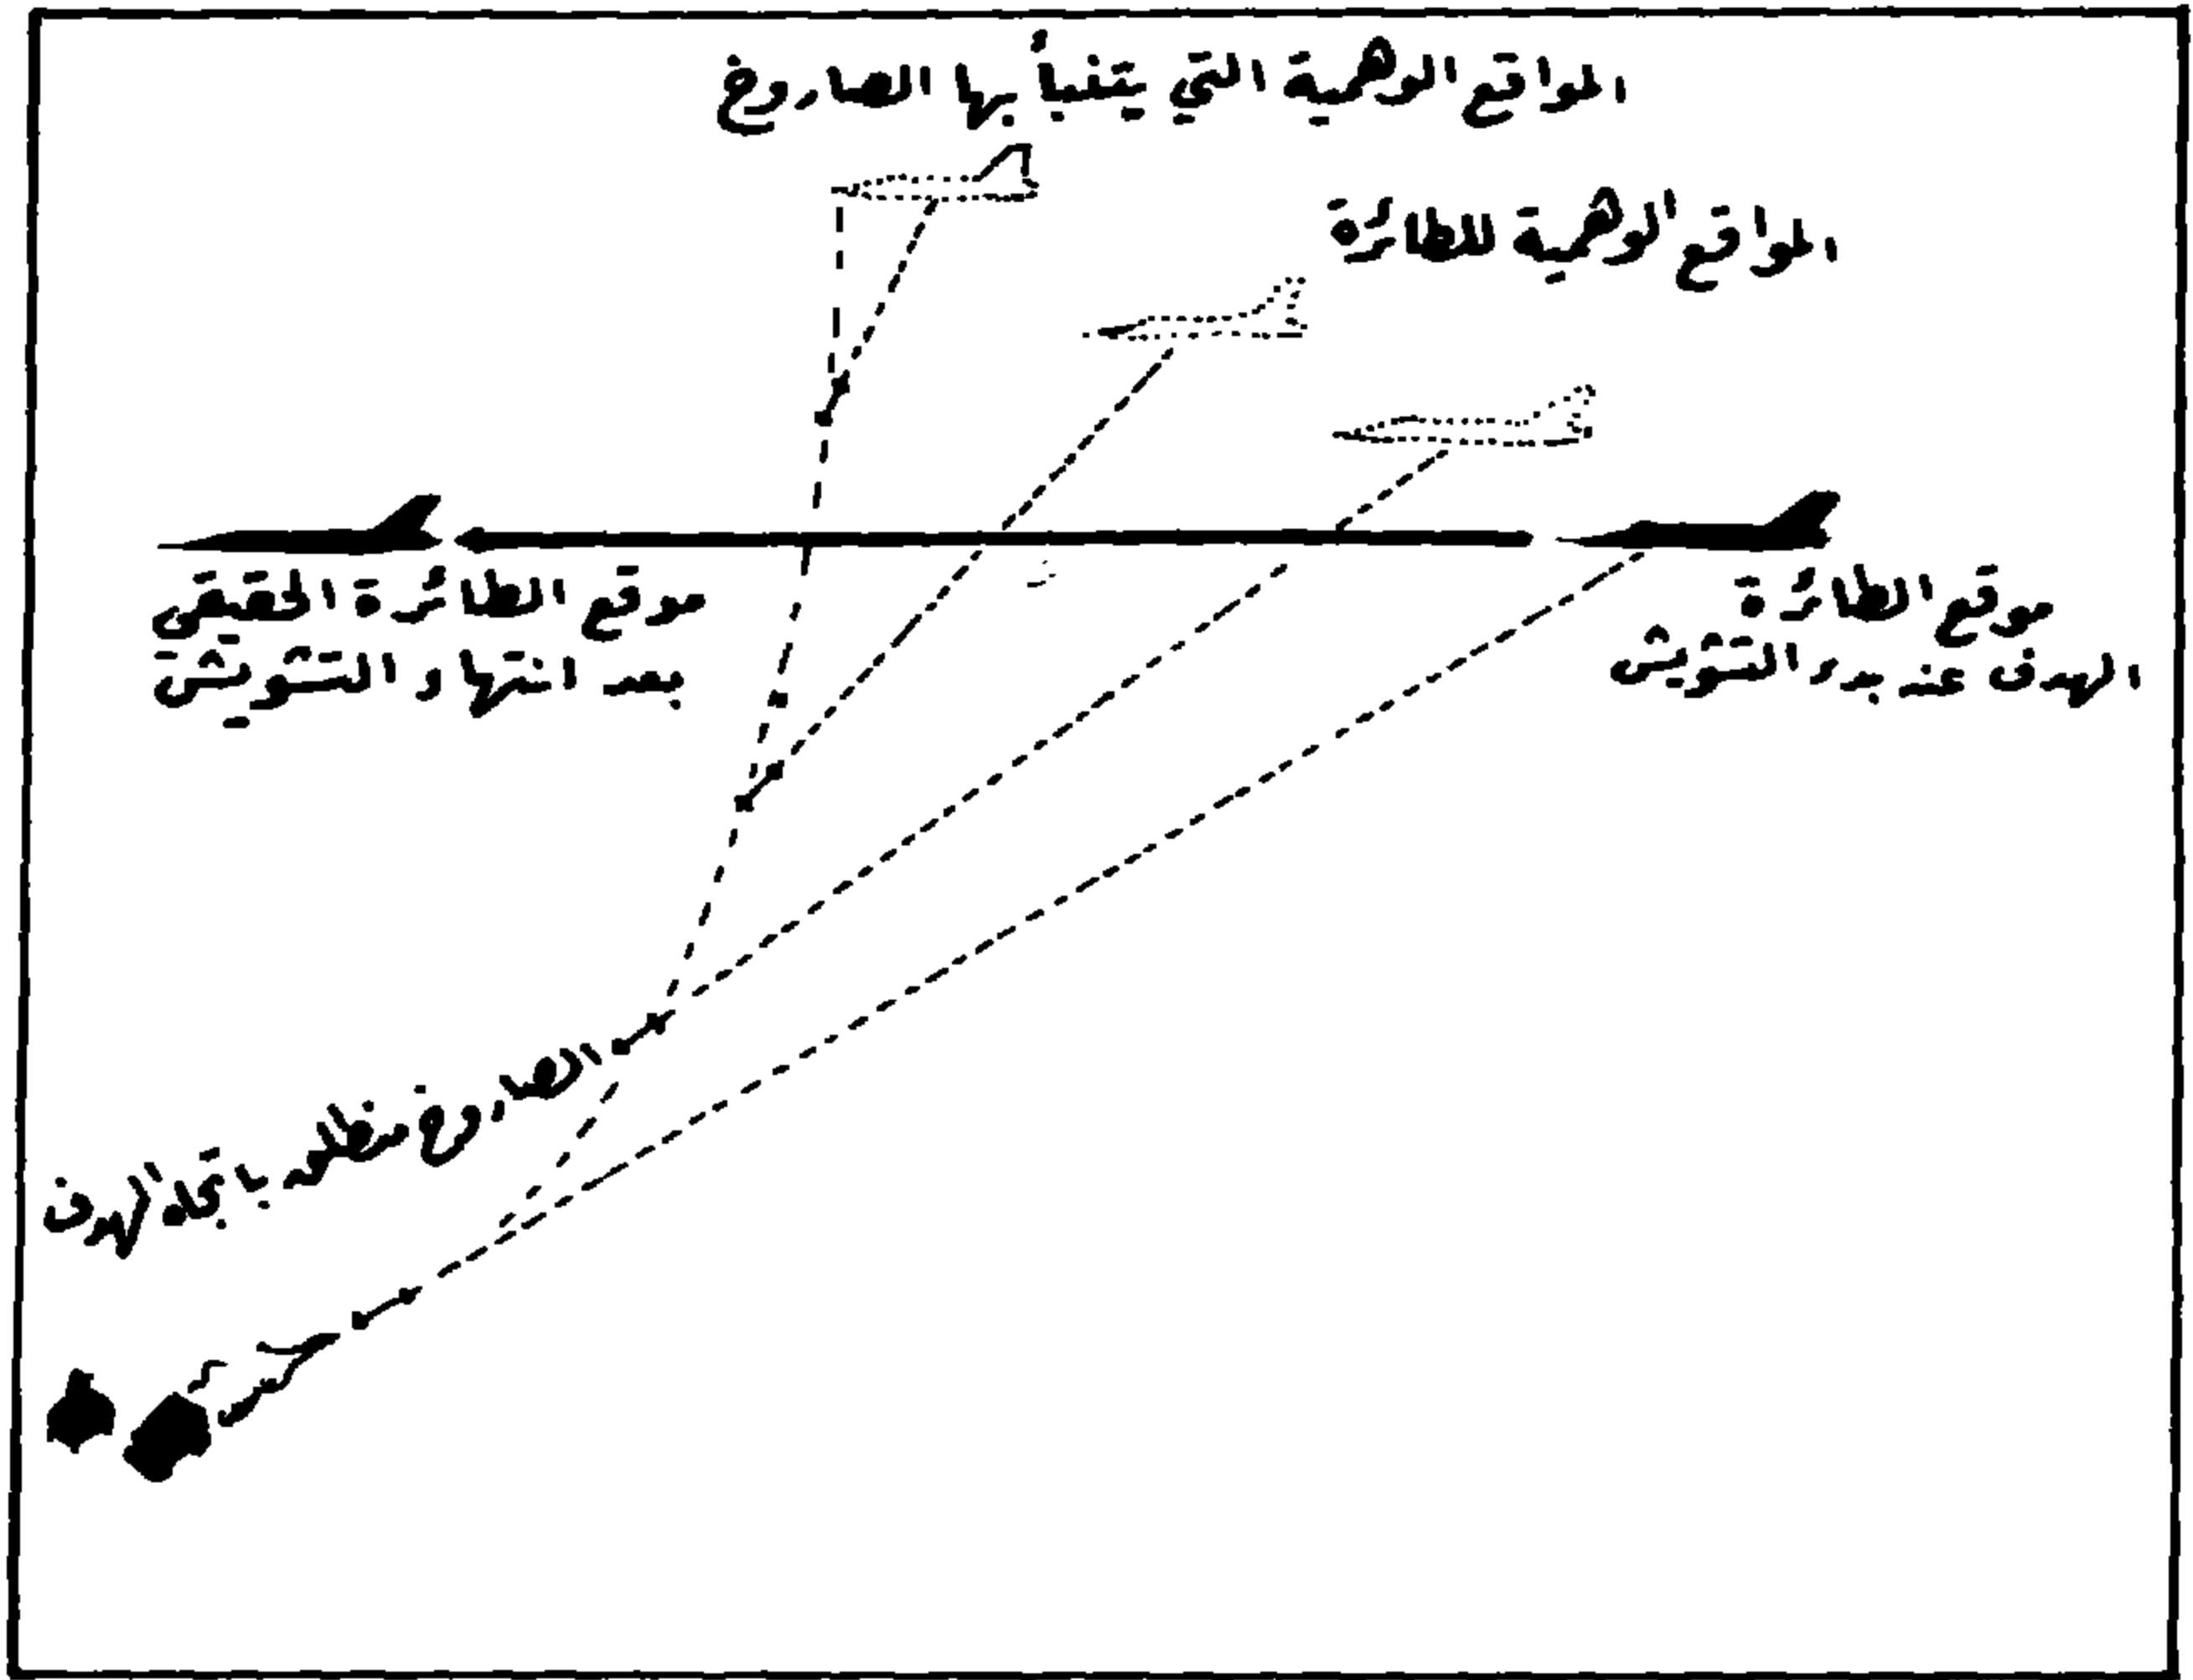 المواقع الوهمية التي يتنبأ بها الصاروخ
المواقع الوهمية للطائرة
موقع الطائرة
الهدف عند بدء التشويش
موقع الطائرة الحقيقي
بعد انتهاء التشويش
الصاروخ منطلق باتجاه الهدف